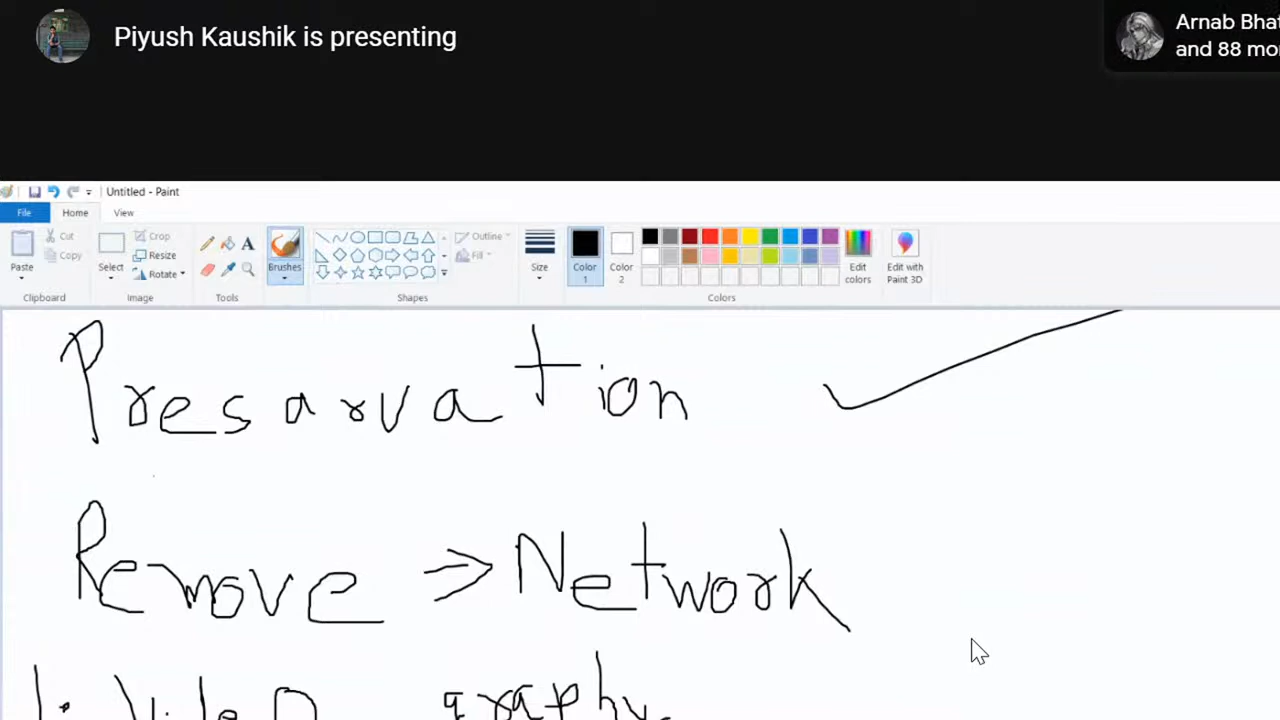 Piyush Kaushik is presenting
Arnab Bhat
and 88 mo
Untitled - Paint
File Home View
Paste
Cut
Copy
Clipboard
Select
Crop
Resize
Rotate
Image
A
Tools
Brushes
Outline
Fill
Shapes
Size
Color 1
Color 2
Edit colors
Edit with Paint 3D
Colors
Presarvation
Remove => Network
graphy